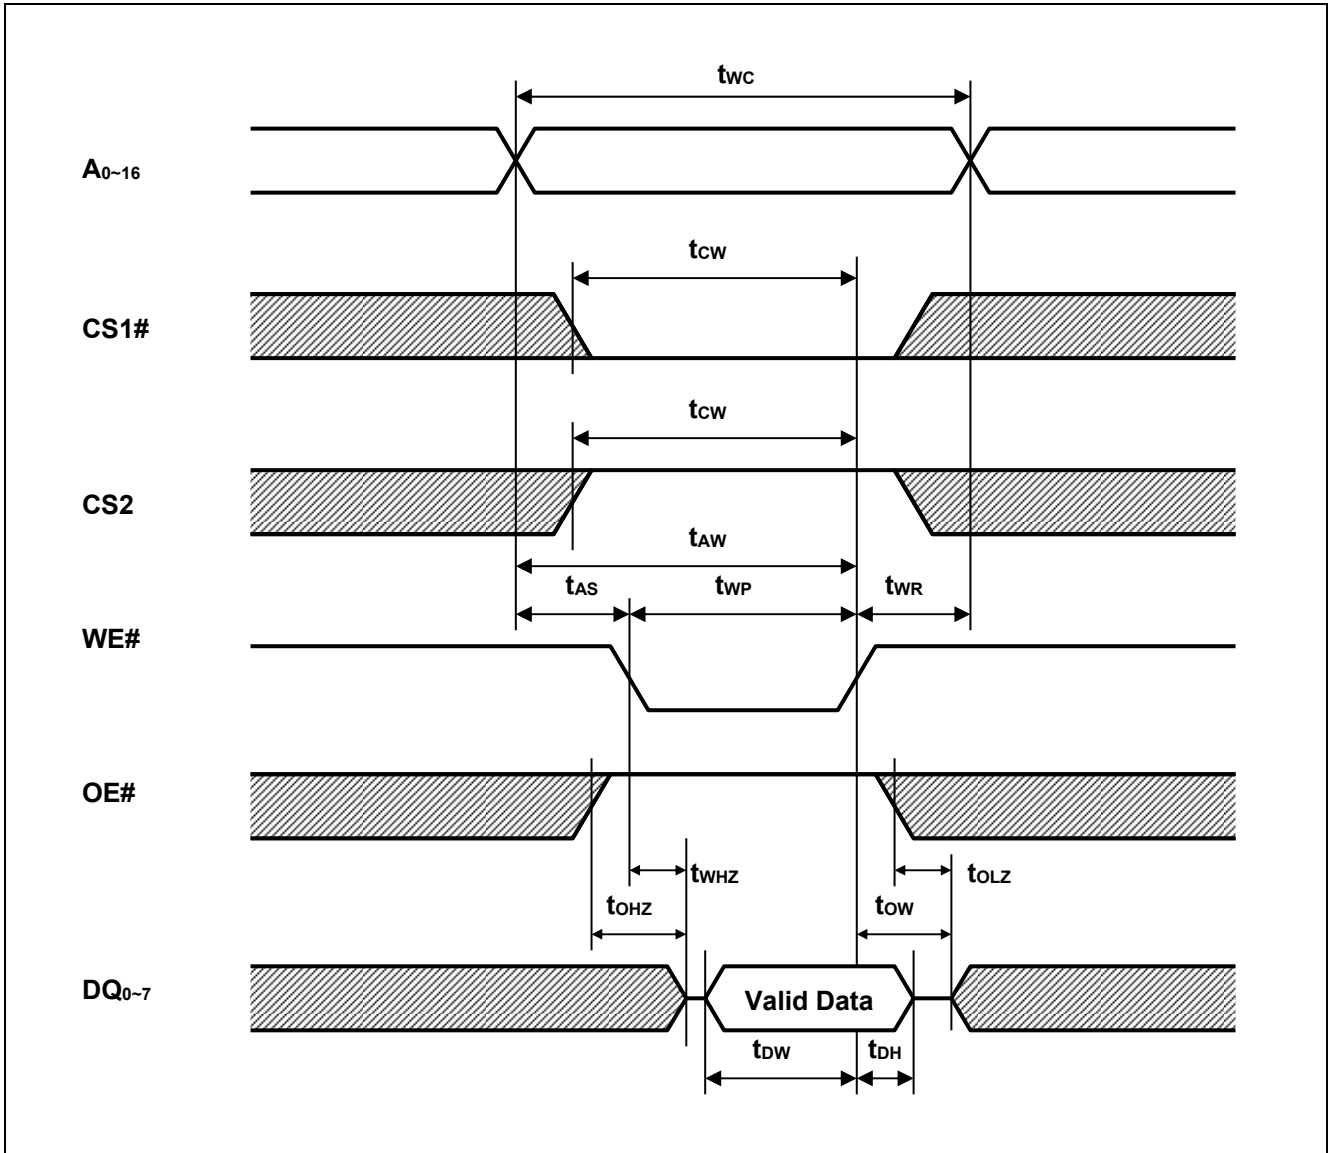 tWC
A0~16
tCW
CS1#
tCW
CS2
tAW
tAS tWP tWR
WE#
OE#
tWHZ tOLZ
tOHZ tOW
DQ0~7 Valid Data
tDW tDH